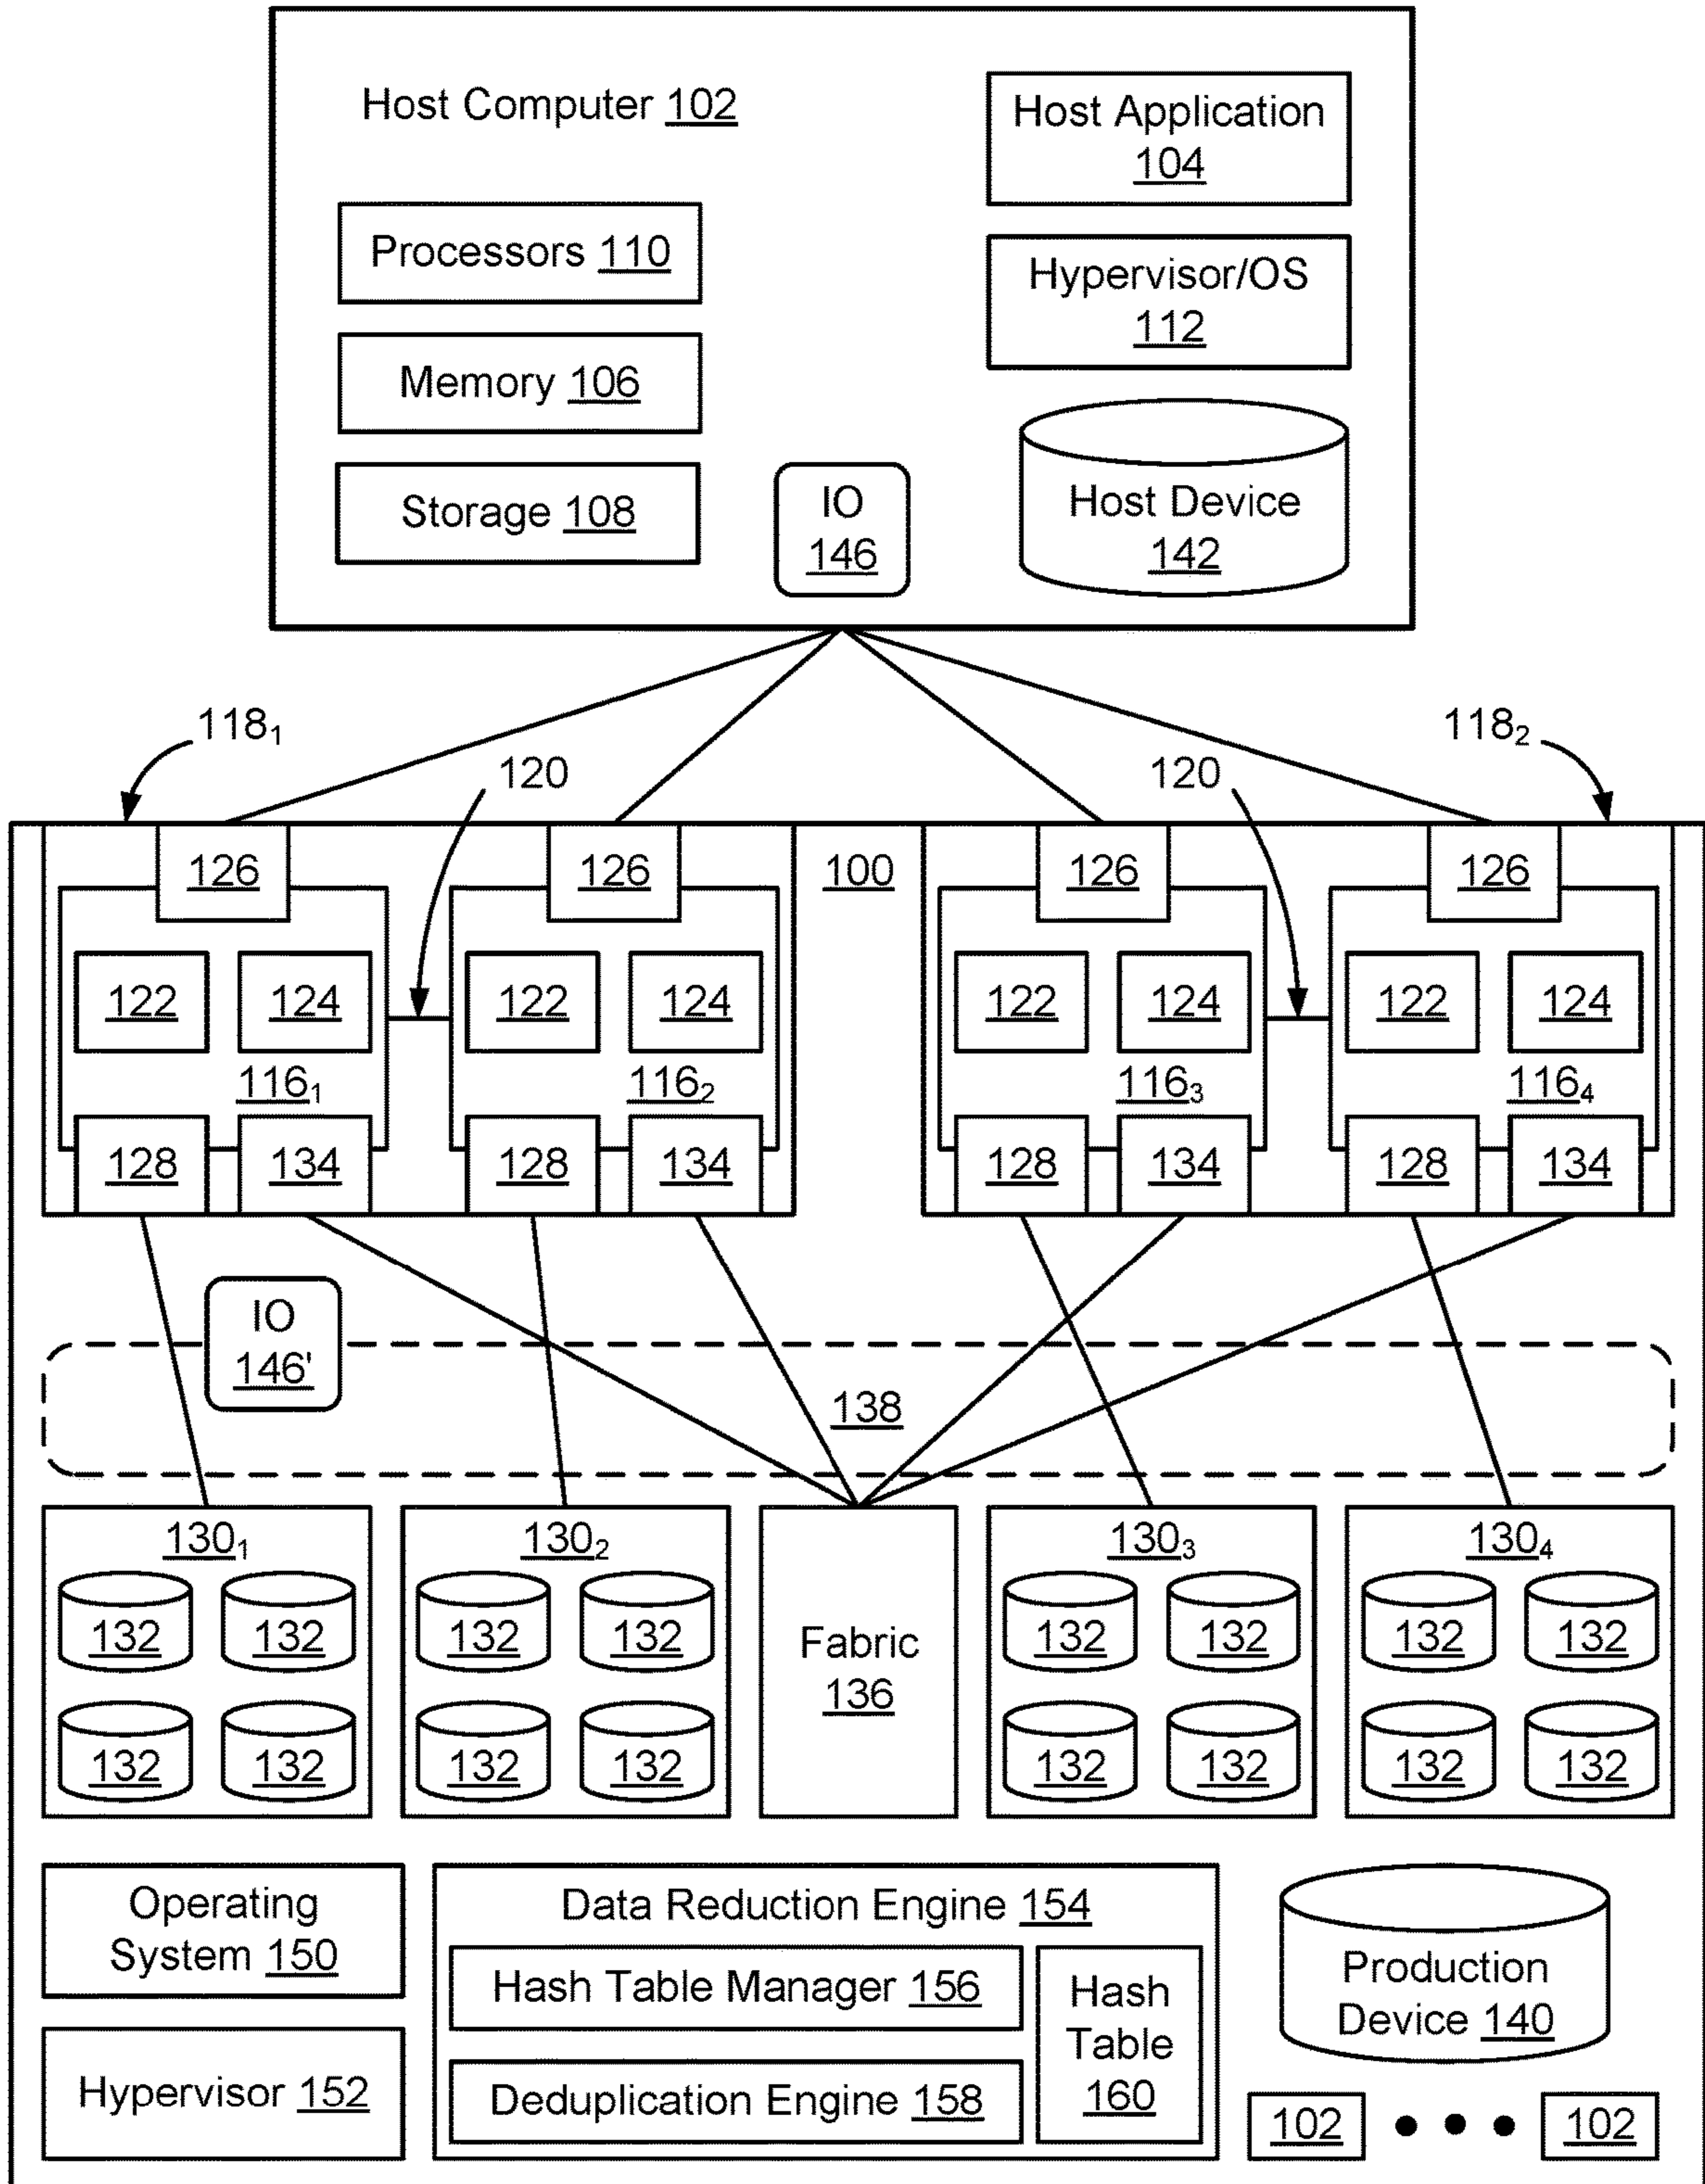 Host Computer 102
Host Application
104
Processors 110
Hypervisor/OS
112
Memory 106
Storage 108
IO
146
Host Device
142
118₁
120
120
118₂
126
126
100
126
126
122
124
122
124
122
124
122
124
116₁
116₂
116₃
116₄
128
134
128
134
128
134
128
134
IO
146'
138
130₁
130₂
130₃
130₄
132
132
132
132
Fabric
136
132
132
132
132
132
132
132
132
132
132
132
132
Operating
System 150
Hypervisor 152
Data Reduction Engine 154
Hash Table Manager 156
Deduplication Engine 158
Hash
Table
160
Production
Device 140
102
102